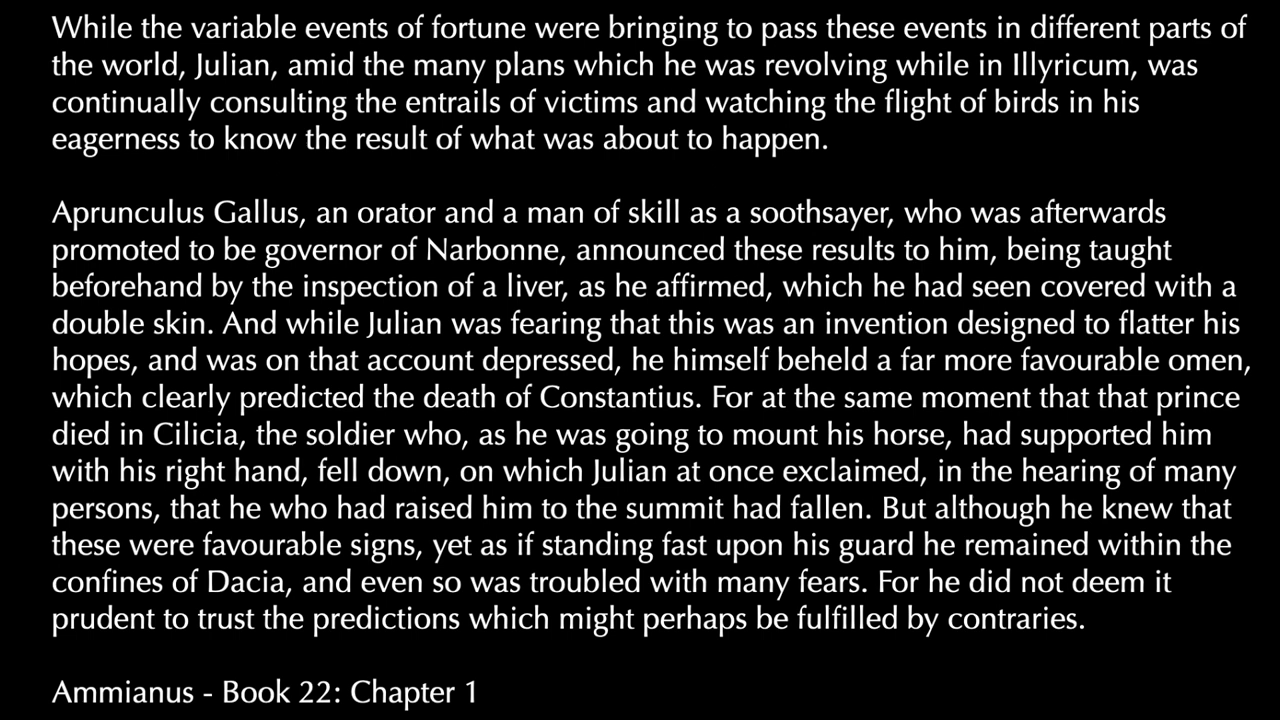 While the variable events of fortune were bringing to pass these events in different parts of
the world, Julian, amid the many plans which he was revolving while in Illyricum, was
continually consulting the entrails of victims and watching the flight of birds in his
eagerness to know the result of what was about to happen.
Aprunculus Gallus, an orator and a man of skill as a soothsayer, who was afterwards
promoted to be governor of Narbonne, announced these results to him, being taught
beforehand by the inspection of a liver, as he affirmed, which he had seen covered with a
double skin. And while Julian was fearing that this was an invention designed to flatter his
hopes, and was on that account depressed, he himself beheld a far more favourable omen,
which clearly predicted the death of Constantius. For at the same moment that that prince
died in Cilicia, the soldier who, as he was going to mount his horse, had supported him
with his right hand, fell down, on which Julian at once exclaimed, in the hearing of many
persons, that he who had raised him to the summit had fallen. But although he knew that
these were favourable signs, yet as if standing fast upon his guard he remained within the
confines of Dacia, and even so was troubled with many fears. For he did not deem it
prudent to trust the predictions which might perhaps be fulfilled by contraries.
Ammianus - Book 22: Chapter 1